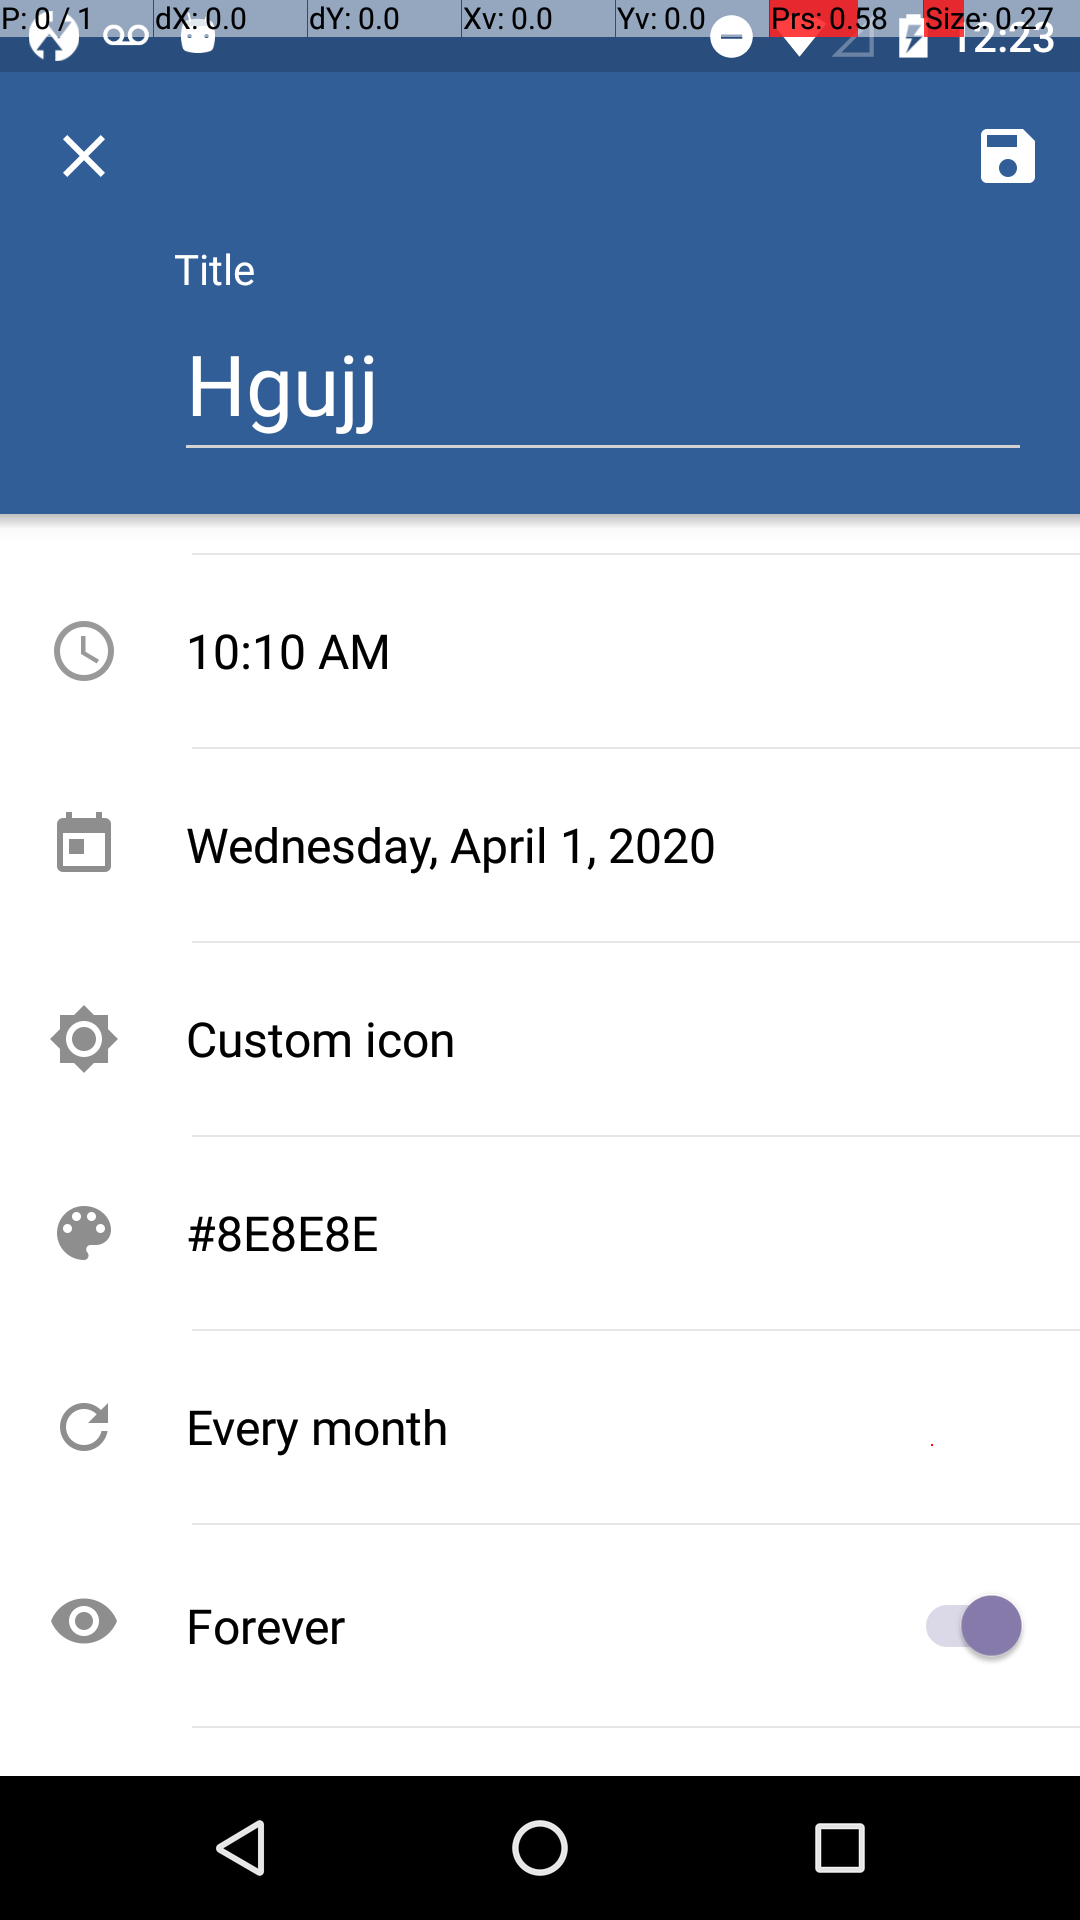 P: 0 / 1 dX: 0.0 dY: 0.0 Xv: 0.0 Yv: 0.0 Prs: 0.58 Size: 0.27
12:23
Title
Hgujj
10:10 AM
Wednesday, April 1, 2020
Custom icon
#8E8E8E
Every month
Forever